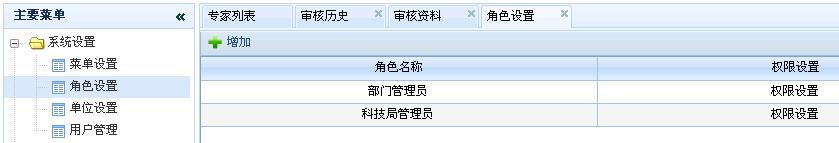 主要菜单
系统设置
菜单设置
角色设置
单位设置
用户管理
专家列表 审核历史 审核资料 角色设置
增加
角色名称 权限设置
部门管理员 权限设置
科技局管理员 权限设置